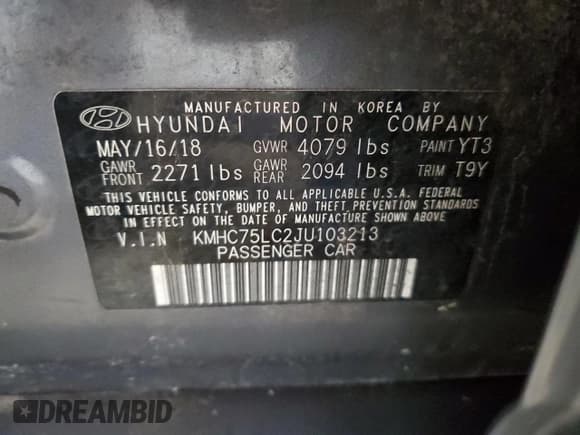 MANUFACTURED IN KOREA BY
HYUNDAI MOTOR COMPANY
MAY/16/18 GVWR 4079 lbs PAINT YT3
GAWR FRONT 2271 lbs GAWR REAR 2094 lbs TRIM T9Y
THIS VEHICLE CONFORMS TO ALL APPLICABLE U.S.A. FEDERAL
MOTOR VEHICLE SAFETY, BUMPER, AND THEFT PREVENTION STANDARDS
IN EFFECT ON THE DATE OF MANUFACTURE SHOWN ABOVE
V.I.N KMHC75LC2JU103213
PASSENGER CAR
DREAMBID